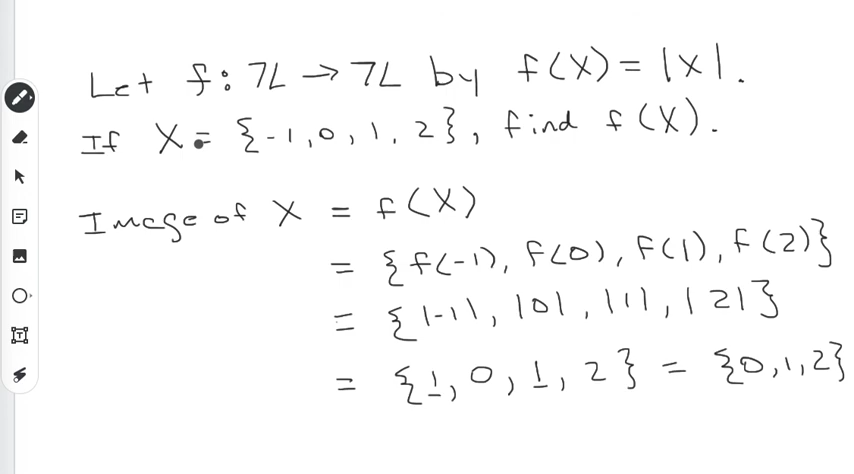 Let f: ℤ → ℤ by f(X) = |X|.
If X = {-1, 0, 1, 2}, find f(X).
Image of X = f(X)
= {f(-1), f(0), f(1), f(2)}
= {|-1|, |0|, |1|, |2|}
= {1, 0, 1, 2} = {0, 1, 2}